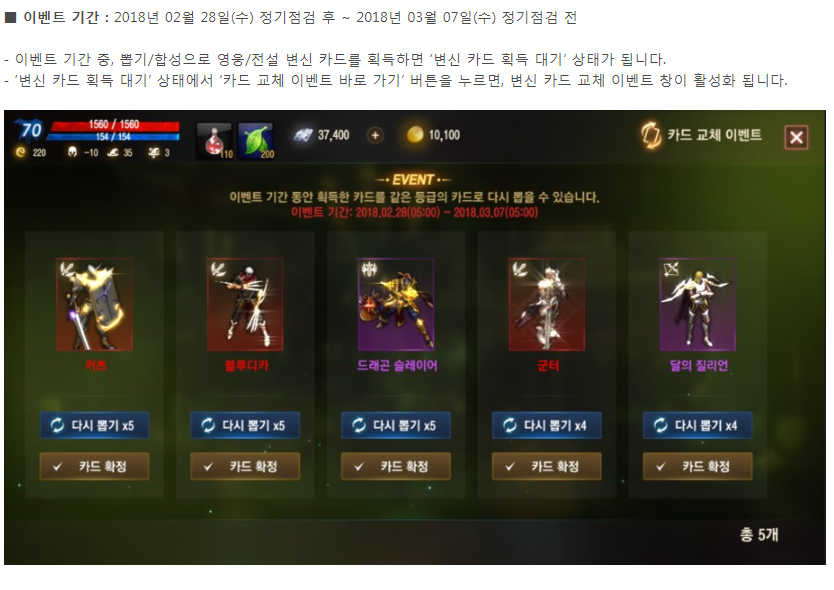 ■ 이벤트 기간 : 2018년 02월 28일(수) 정기점검 후 ~ 2018년 03월 07일(수) 정기점검 전
- 이벤트 기간 중, 뽑기/합성으로 영웅/전설 변신 카드를 획득하면 '변신 카드 획득 대기' 상태가 됩니다.
- '변신 카드 획득 대기' 상태에서 '카드 교체 이벤트 바로 가기' 버튼을 누르면, 변신 카드 교체 이벤트 창이 활성화 됩니다.
70 1560 / 1560 154 / 154 110 200 37,400 + 10,100 카드 교체 이벤트
220 -10 35 3
EVENT
이벤트 기간 동안 획득한 카드를 같은 등급의 카드로 다시 뽑을 수 있습니다.
이벤트 기간: 2018.02.28(05:00) ~ 2018.03.07(05:00)
커츠 블루디카 드래곤 슬레이어 군터 달의 질리언
다시 뽑기 x5 다시 뽑기 x5 다시 뽑기 x5 다시 뽑기 x4 다시 뽑기 x4
카드 확정 카드 확정 카드 확정 카드 확정 카드 확정
총 5개